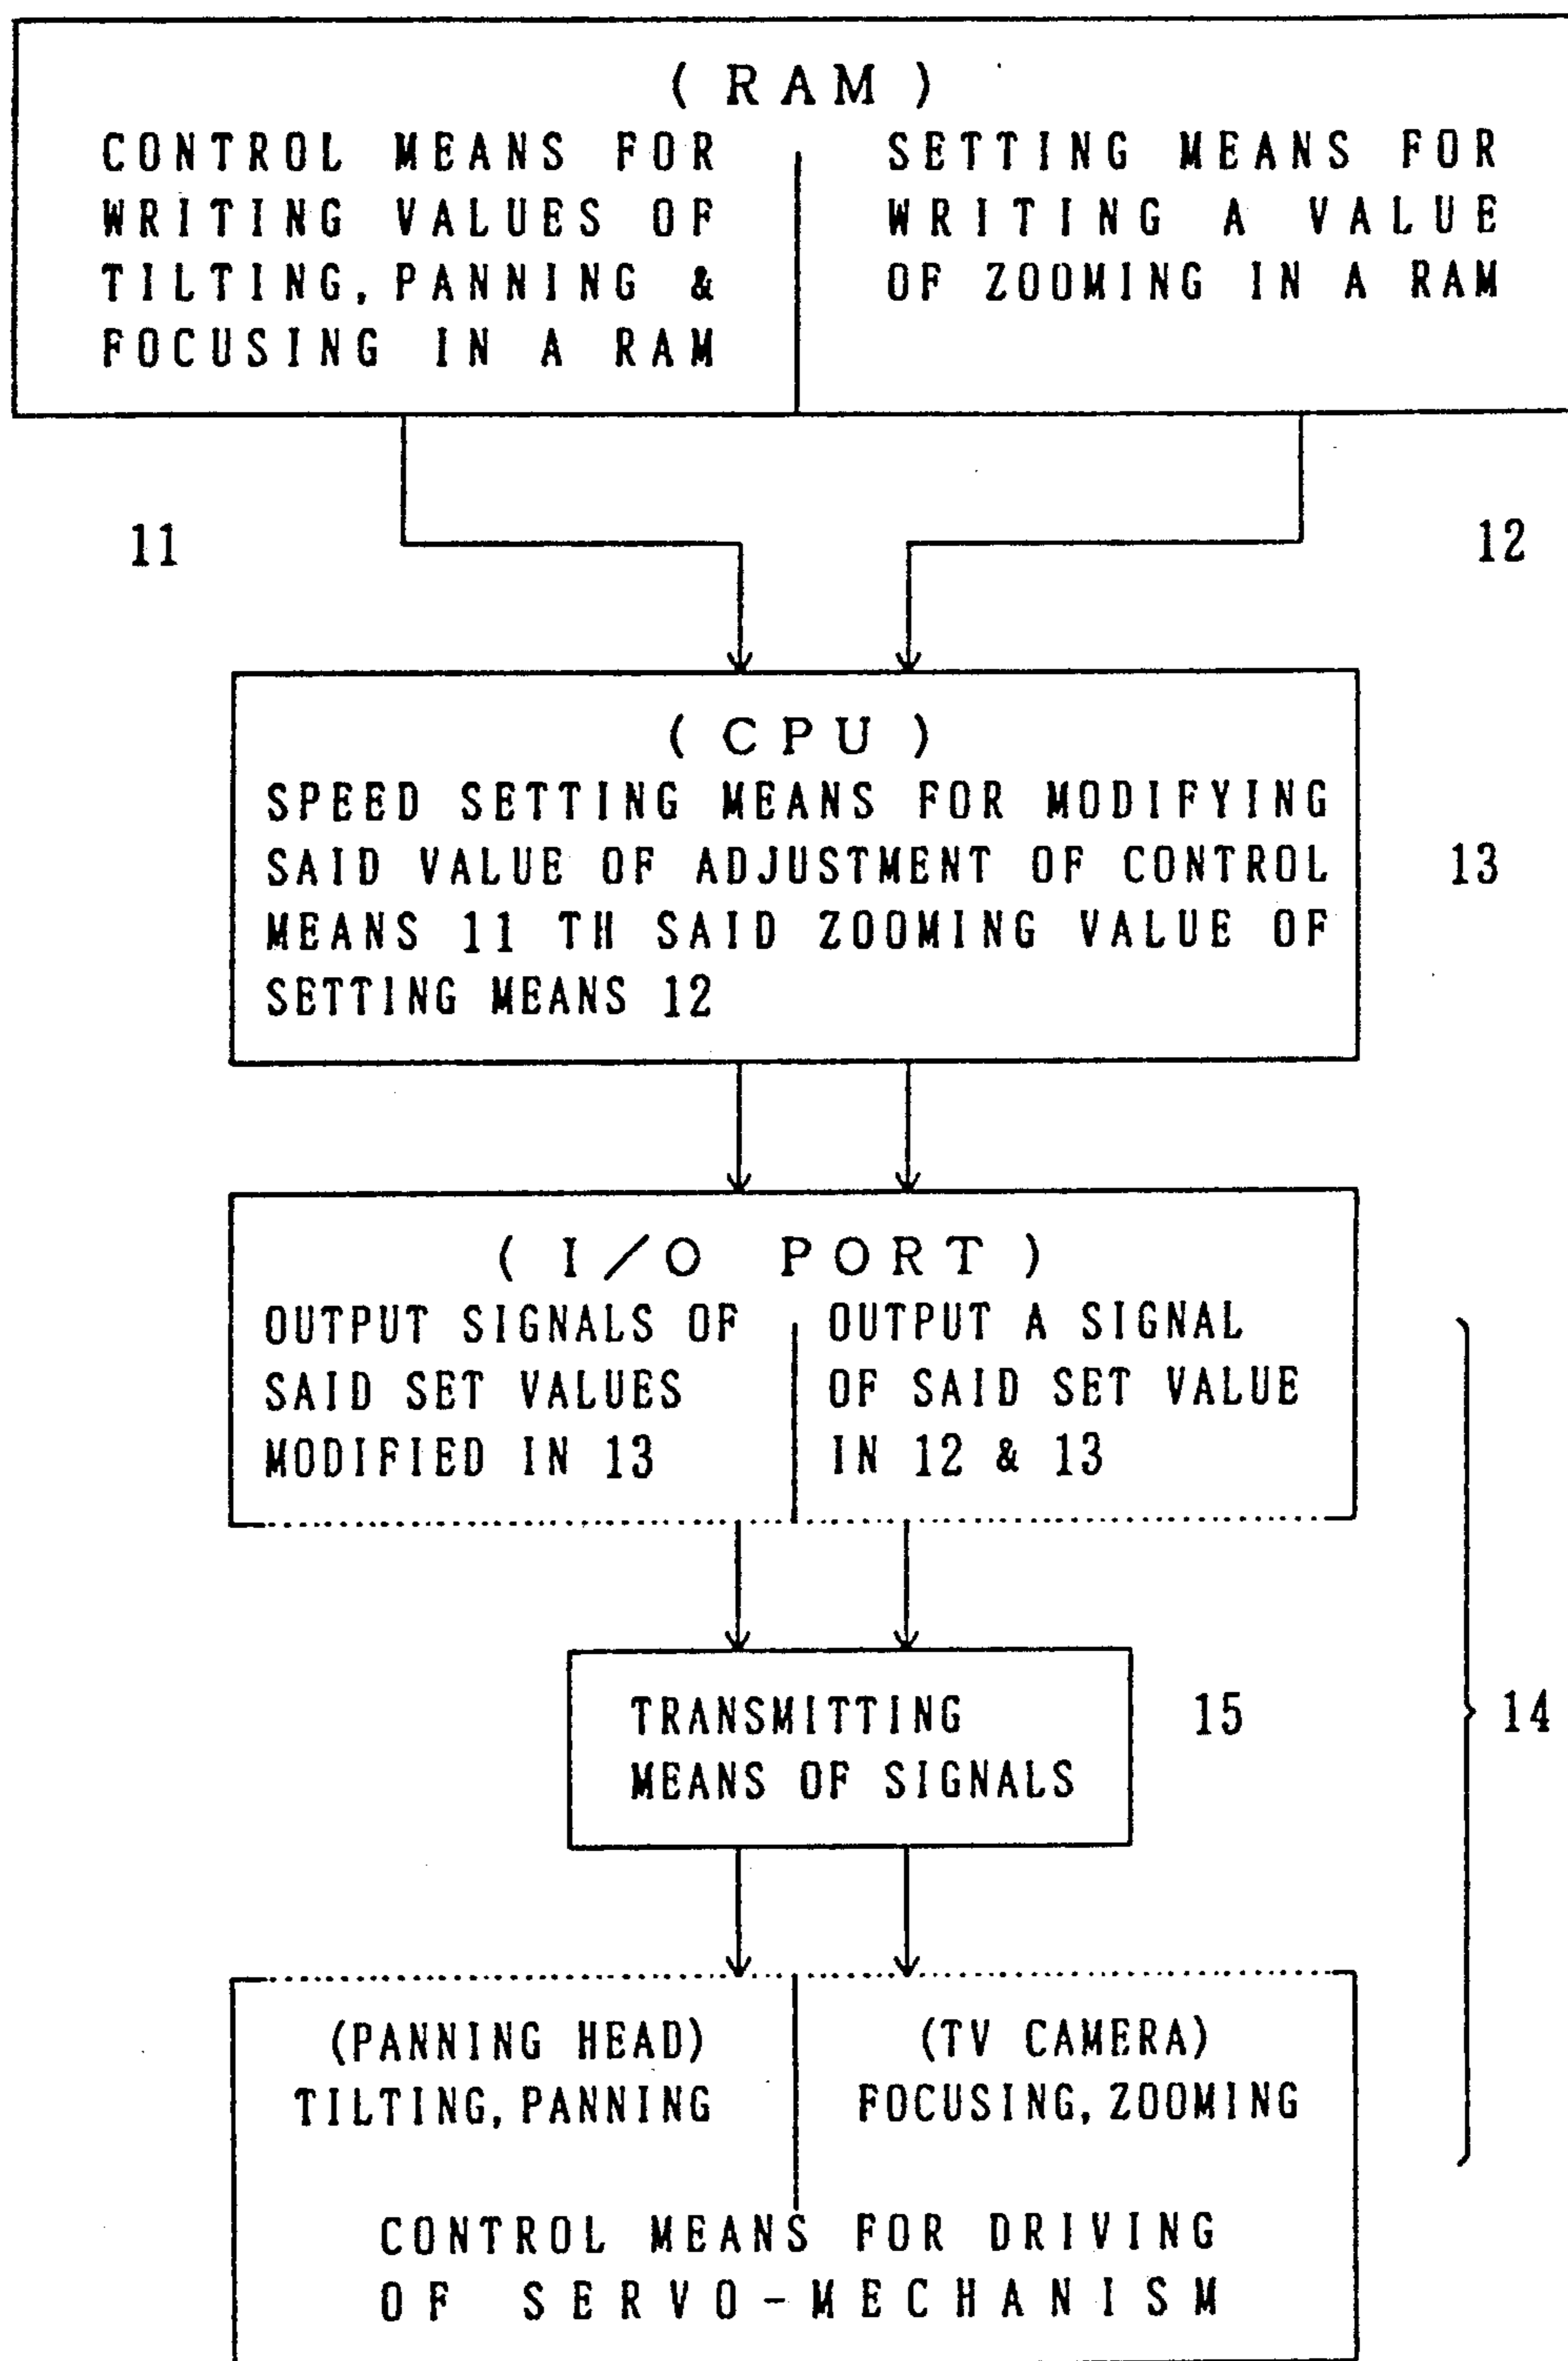 (RAM)
CONTROL MEANS FOR
WRITING VALUES OF
TILTING, PANNING &
FOCUSING IN A RAM
SETTING MEANS FOR
WRITING A VALUE
OF ZOOMING IN A RAM
11
12
(CPU)
SPEED SETTING MEANS FOR MODIFYING
SAID VALUE OF ADJUSTMENT OF CONTROL
MEANS 11 TH SAID ZOOMING VALUE OF
SETTING MEANS 12
13
(I/O PORT)
OUTPUT SIGNALS OF
SAID SET VALUES
MODIFIED IN 13
OUTPUT A SIGNAL
OF SAID SET VALUE
IN 12 & 13
TRANSMITTING
MEANS OF SIGNALS
15
14
(PANNING HEAD)
TILTING, PANNING
(TV CAMERA)
FOCUSING, ZOOMING
CONTROL MEANS FOR DRIVING
OF SERVO-MECHANISM